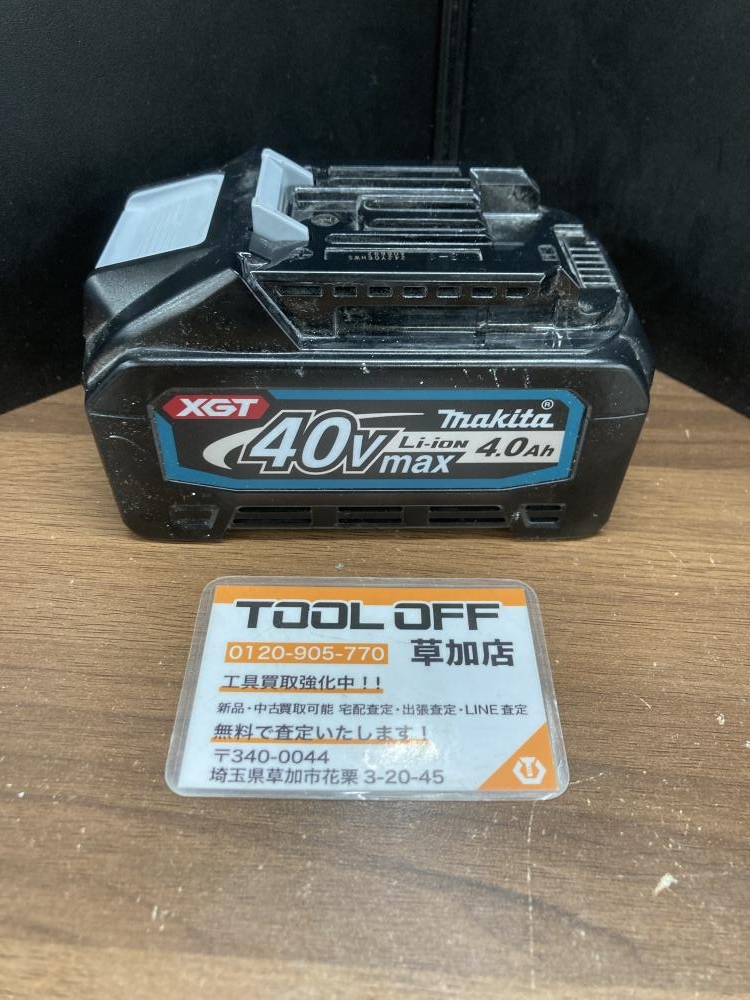 XGT
makita®
40Vmax
Li-ion
4.0Ah
TOOL OFF
0120-905-770 草加店
工具買取強化中!!
新品・中古買取可能 宅配査定・出張査定・LINE査定
無料で査定いたします!
〒340-0044
埼玉県草加市花栗 3-20-45